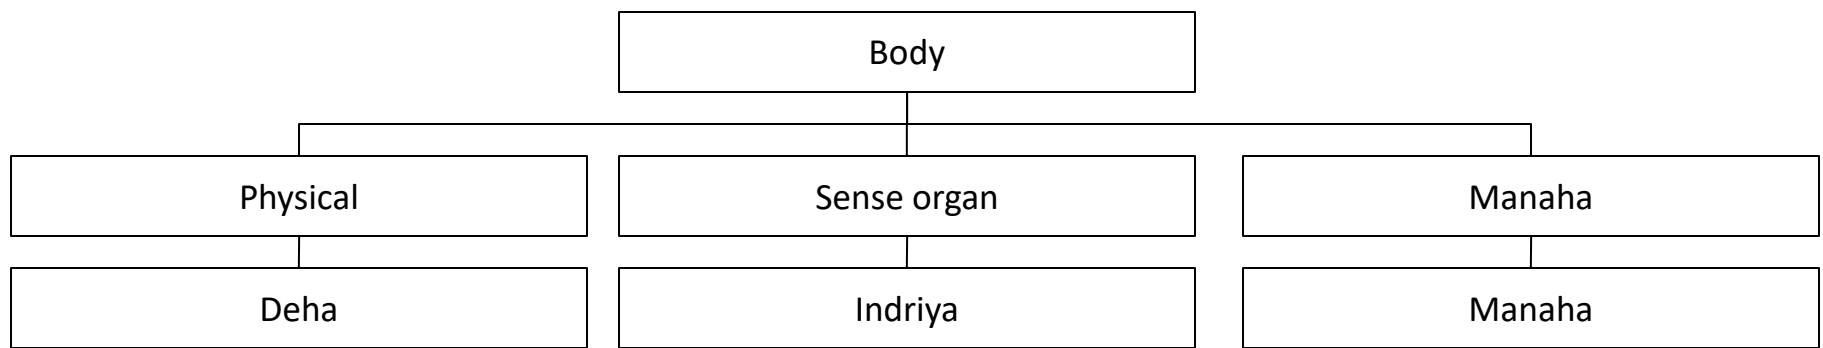 Body
Physical
Sense organ
Manaha
Deha
Indriya
Manaha